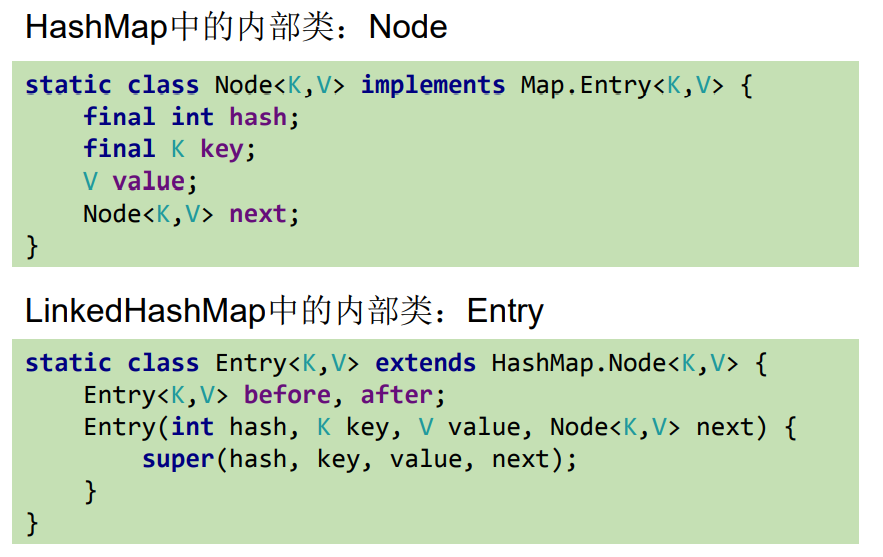 HashMap中的内部类：Node
static class Node<K,V> implements Map.Entry<K,V> {
    final int hash;
    final K key;
    V value;
    Node<K,V> next;
}
LinkedHashMap中的内部类：Entry
static class Entry<K,V> extends HashMap.Node<K,V> {
    Entry<K,V> before, after;
    Entry(int hash, K key, V value, Node<K,V> next) {
        super(hash, key, value, next);
    }
}